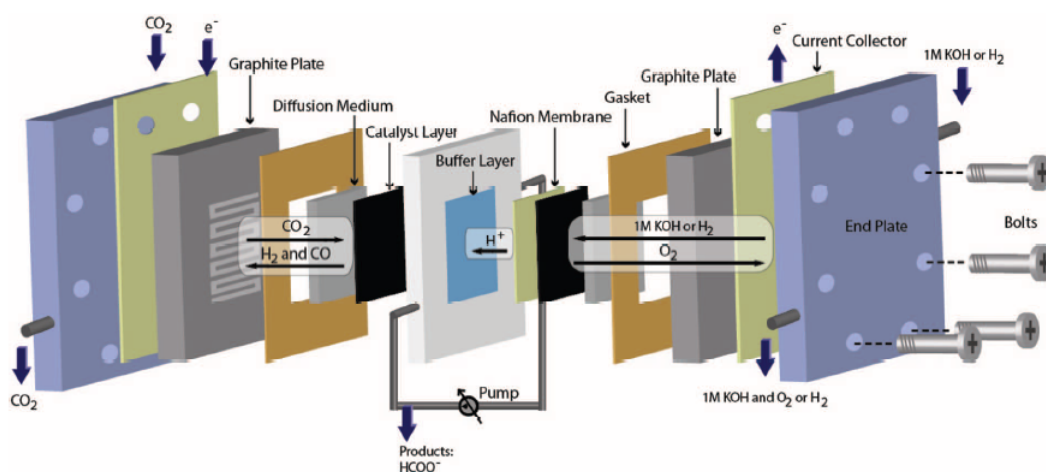 CO2
e-
Graphite Plate
Diffusion Medium
Catalyst Layer
Buffer Layer
Nafion Membrane
Gasket
Graphite Plate
e-
Current Collector
1M KOH or H2
CO2
H2 and CO
H+
1M KOH or H2
O2
End Plate
Bolts
CO2
Pump
Products:
HCOO-
1M KOH and O2 or H2